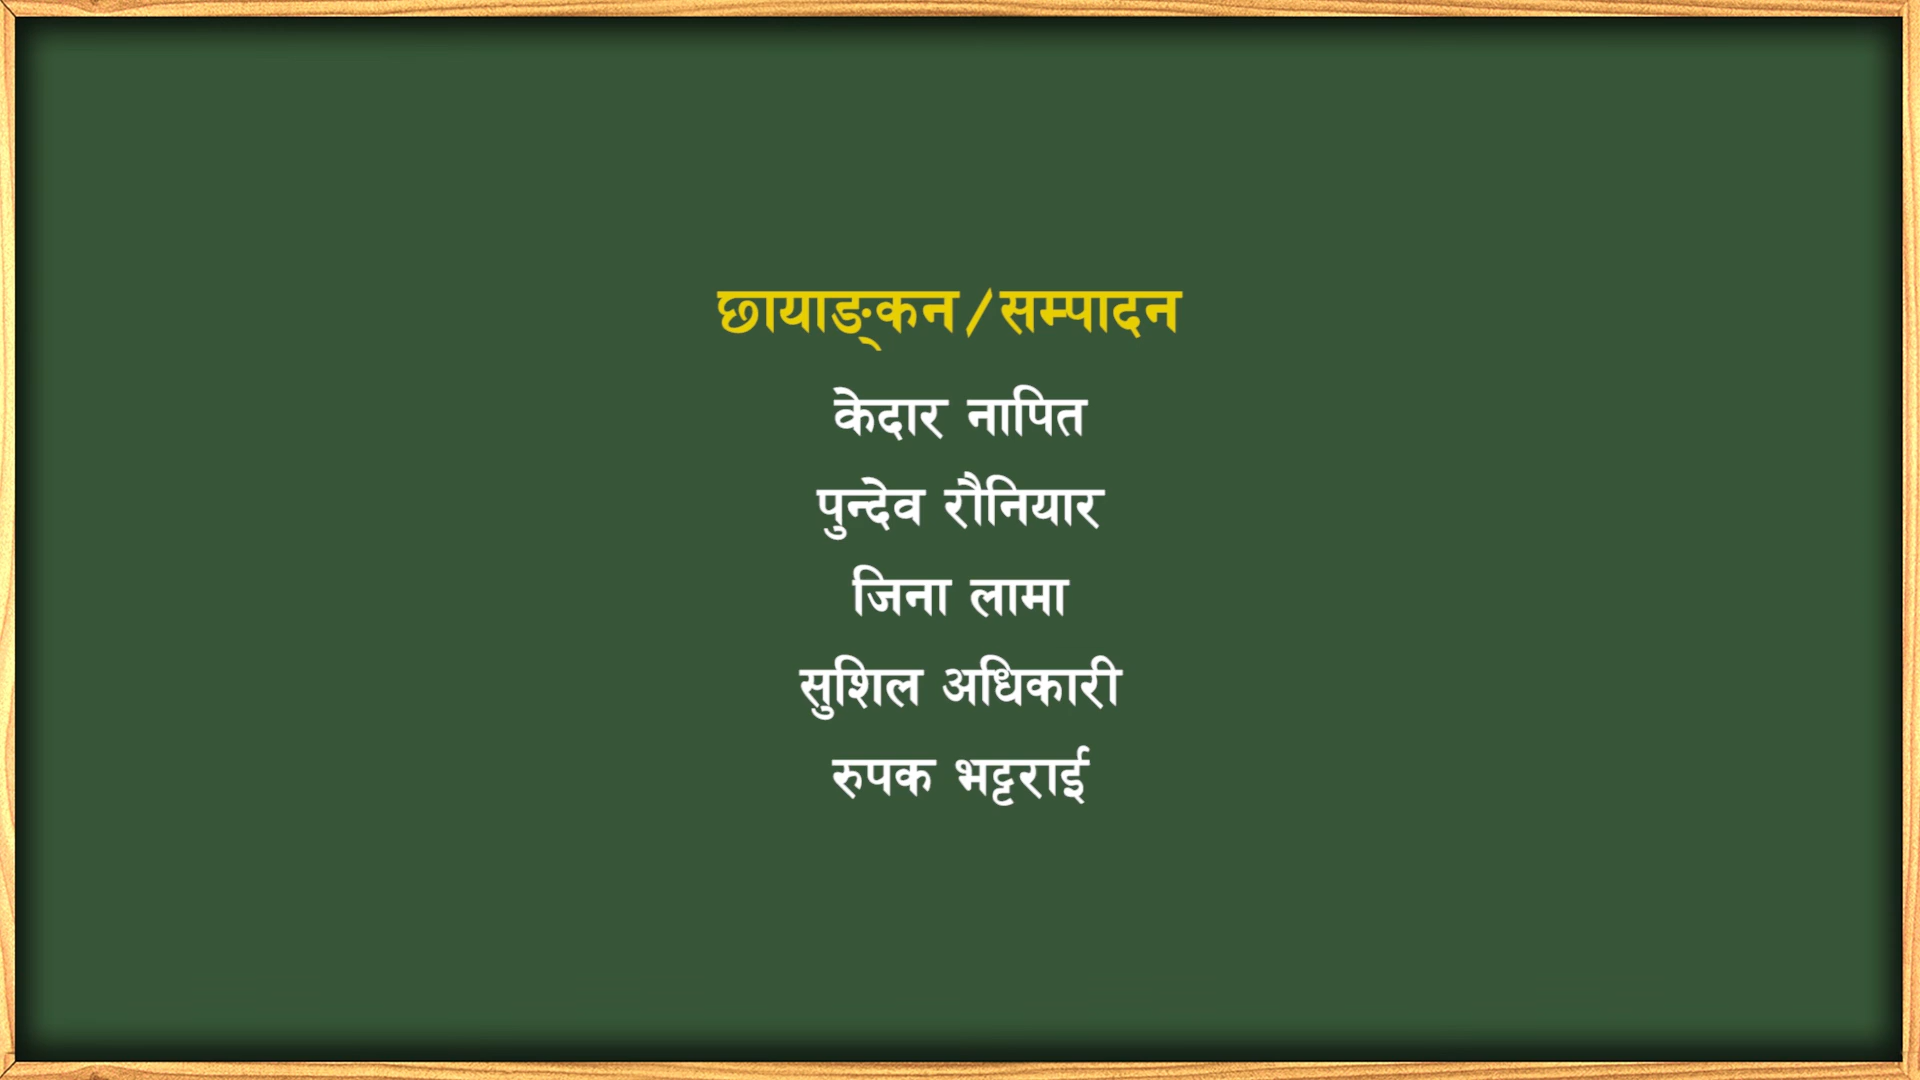 छायाङ्कन/सम्पादन
केदार नापित
पुन्देव रौनियार
जिना लामा
सुशिल अधिकारी
रुपक भट्टराई